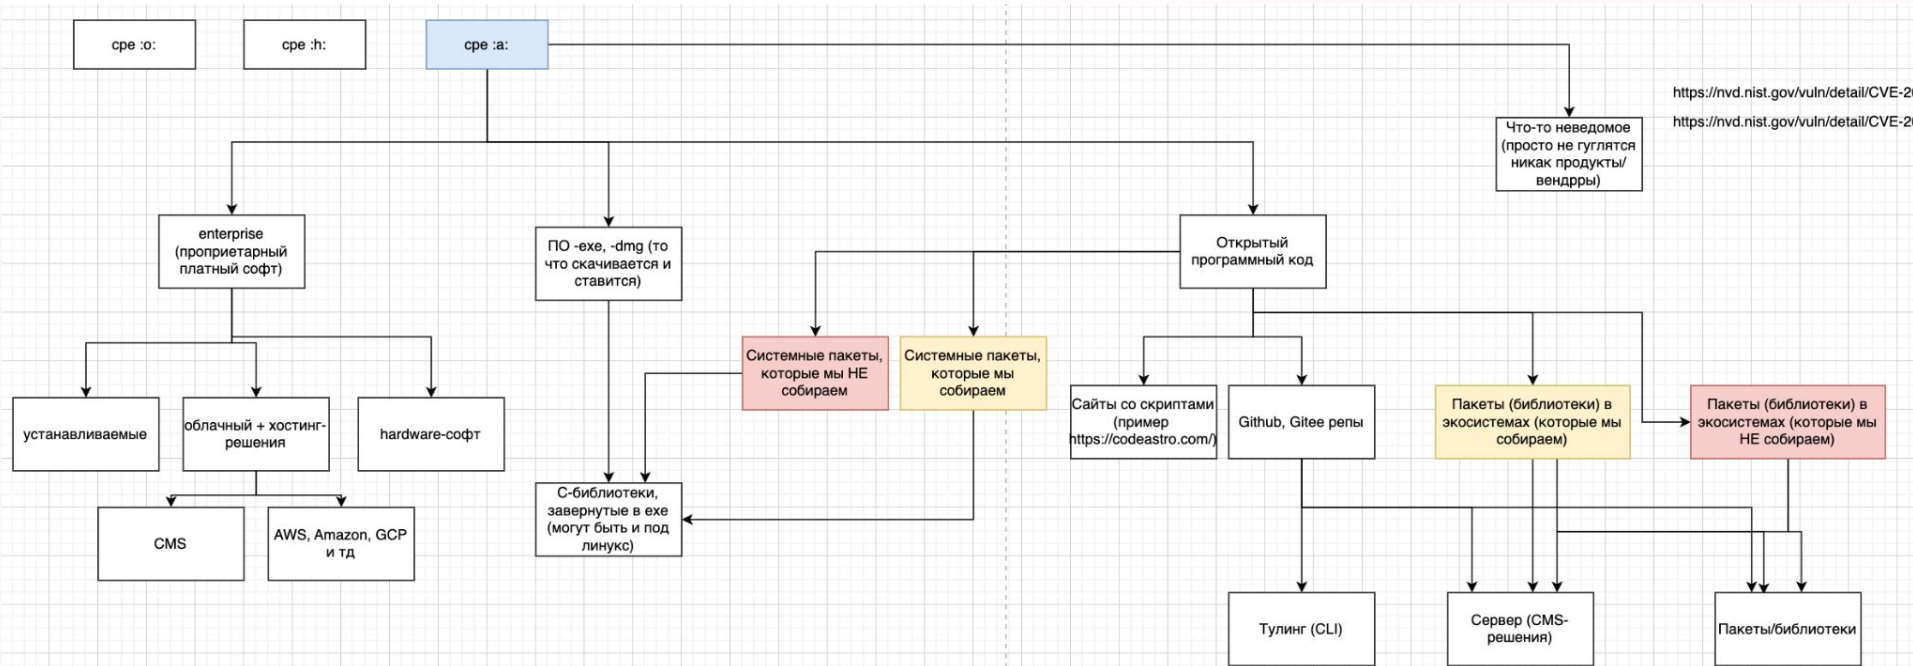 cpe :o:
cpe :h:
cpe :a:
https://nvd.nist.gov/vuln/detail/CVE-20
https://nvd.nist.gov/vuln/detail/CVE-20
Что-то неведомое
(просто не гуглятся
никак продукты/
вендрры)
enterprise
(проприетарный
платный софт)
ПО -exe, -dmg (то
что скачивается и
ставится)
Открытый
программный код
Системные пакеты,
которые мы НЕ
собираем
Системные пакеты,
которые мы
собираем
устанавливаемые
облачный + хостинг-
решения
hardware-софт
Сайты со скриптами
(пример
https://codeastro.com/)
Github, Gitee репы
Пакеты (библиотеки) в
экосистемах (которые мы
собираем)
Пакеты (библиотеки) в
экосистемах (которые мы
НЕ собираем)
С-библиотеки,
завернутые в exe
(могут быть и под
линукс)
CMS
AWS, Amazon, GCP
и тд
Тулинг (CLI)
Сервер (CMS-
решения)
Пакеты/библиотеки